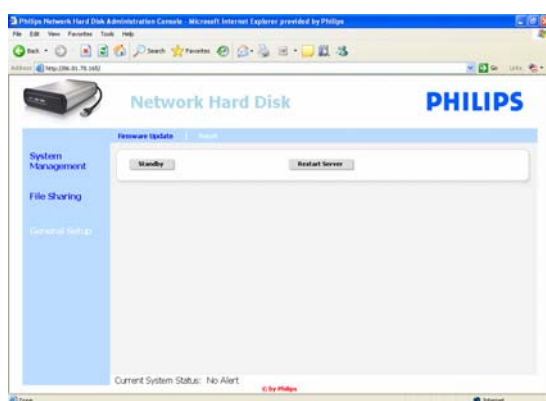 Philips Network Hard Disk Administration Console - Microsoft Internet Explorer provided by Philips
File Edit View Favorites Tools Help
Back Search Favorites
Address
Go Links
Network Hard Disk
PHILIPS
Firmware Update
System
Management
File Sharing
General Setup
Standby
Restart Server
Current System Status: No Alert
© by Philips
Done
Internet